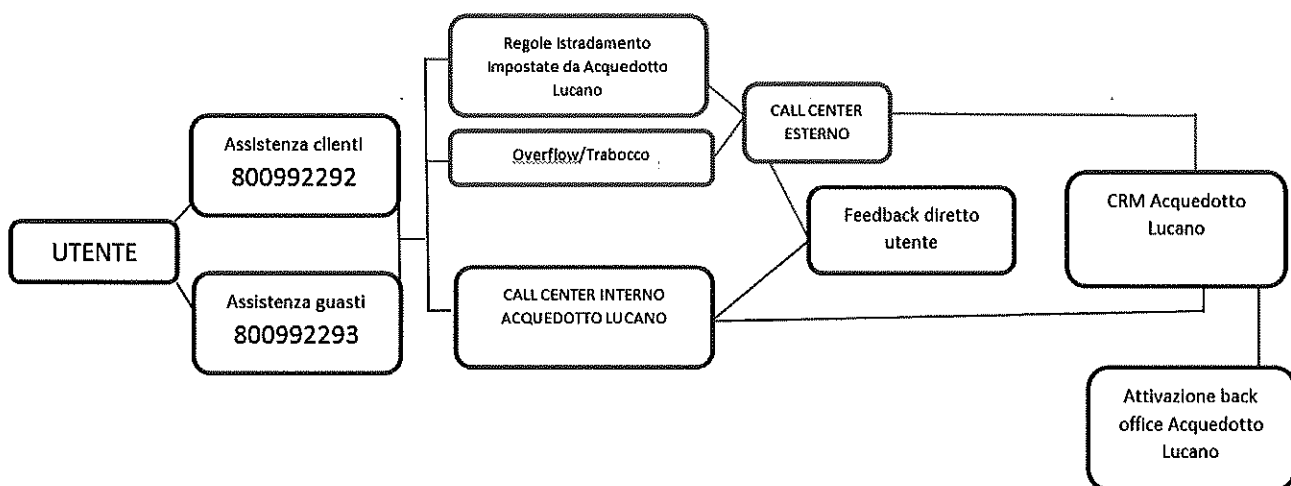 UTENTE
Assistenza clienti
800992292
Assistenza guasti
800992293
Regole Istradamento
Impostate da Acquedotto
Lucano
Overflow/Trabocco
CALL CENTER INTERNO
ACQUEDOTTO LUCANO
CALL CENTER
ESTERNO
Feedback diretto
utente
CRM Acquedotto
Lucano
Attivazione back
office Acquedotto
Lucano